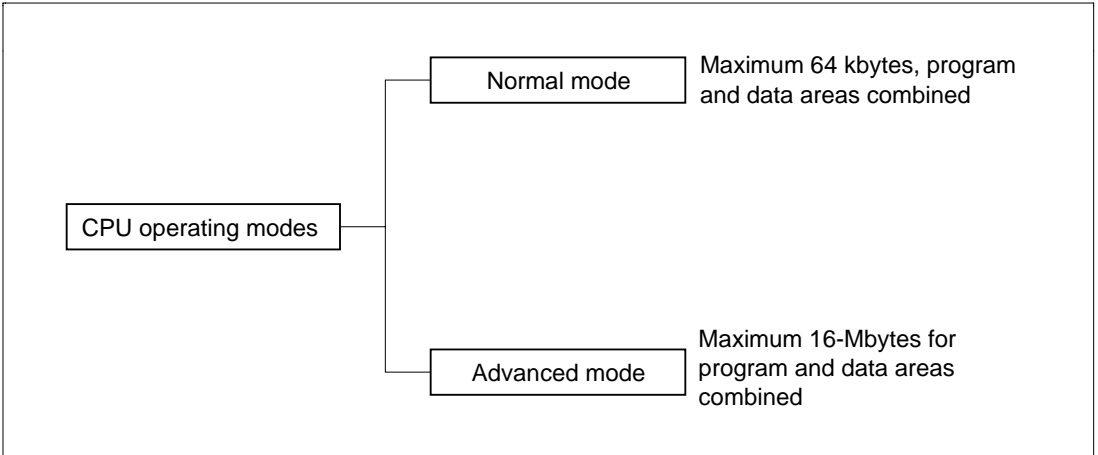 Normal mode
Maximum 64 kbytes, program
and data areas combined
CPU operating modes
Advanced mode
Maximum 16-Mbytes for
program and data areas
combined